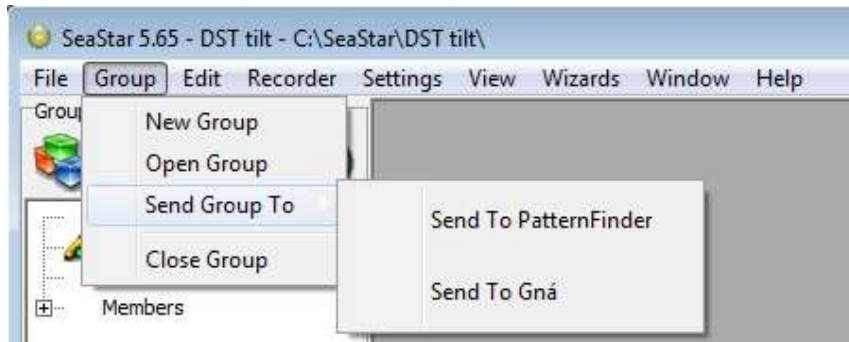 SeaStar 5.65 - DST tilt - C:\SeaStar\DST tilt\
File Group Edit Recorder Settings View Wizards Window Help
New Group
Open Group
Send Group To
Send To PatternFinder
Close Group
Send To Gná
Members